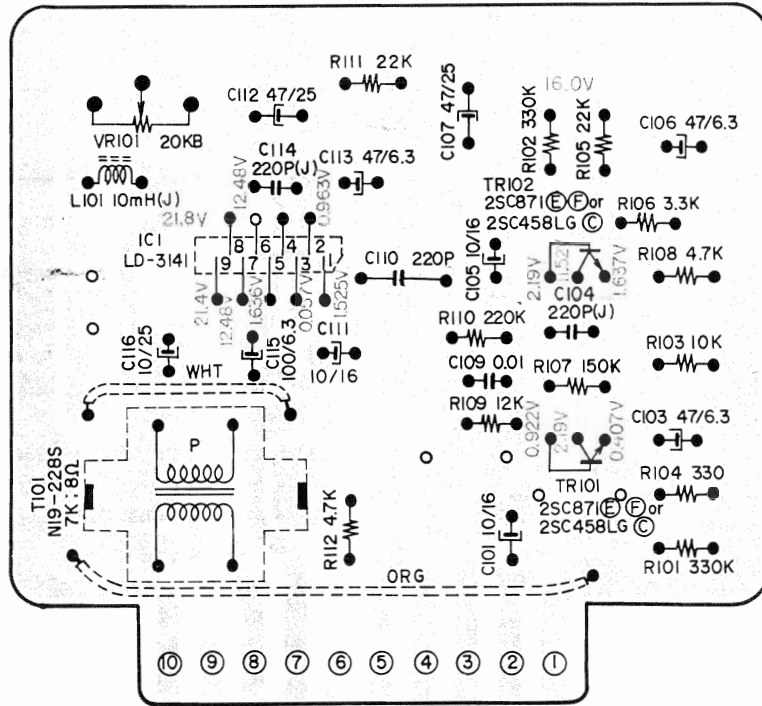 R111 22K
C112 47/25
C107 47/25
16.0V
R102 330K
R105 22K
C106 47/6.3
VR101 20KB
C114
220P(J)
C113 47/6.3
L101 10mH(J)
12.48V
0.963V
21.8V
TR102
2SC871 Ⓔ Ⓕ or
2SC458LG Ⓒ
R106 3.3K
IC1
LD-3141
8 6 4 2
9 7 5 3 1
C110 220P
C105 10/16
2.19V
11.52V
1.637V
R108 4.7K
C104
220P(J)
21.4V
12.48V
1.636V
0.057V
1.525V
R110 220K
C116
10/25
C115
100/6.3
C111
10/16
R103 10K
WHT
C109 0.01
R107 150K
R109 12K
0.922V
2.19V
0.407V
C103 47/6.3
P
T101
N19-228S
7K : 8Ω
TR101
2SC871 Ⓔ Ⓕ or
2SC458LG Ⓒ
R104 330
R112 4.7K
C101 10/16
R101 330K
ORG
⑩ ⑨ ⑧ ⑦ ⑥ ⑤ ④ ③ ② ①